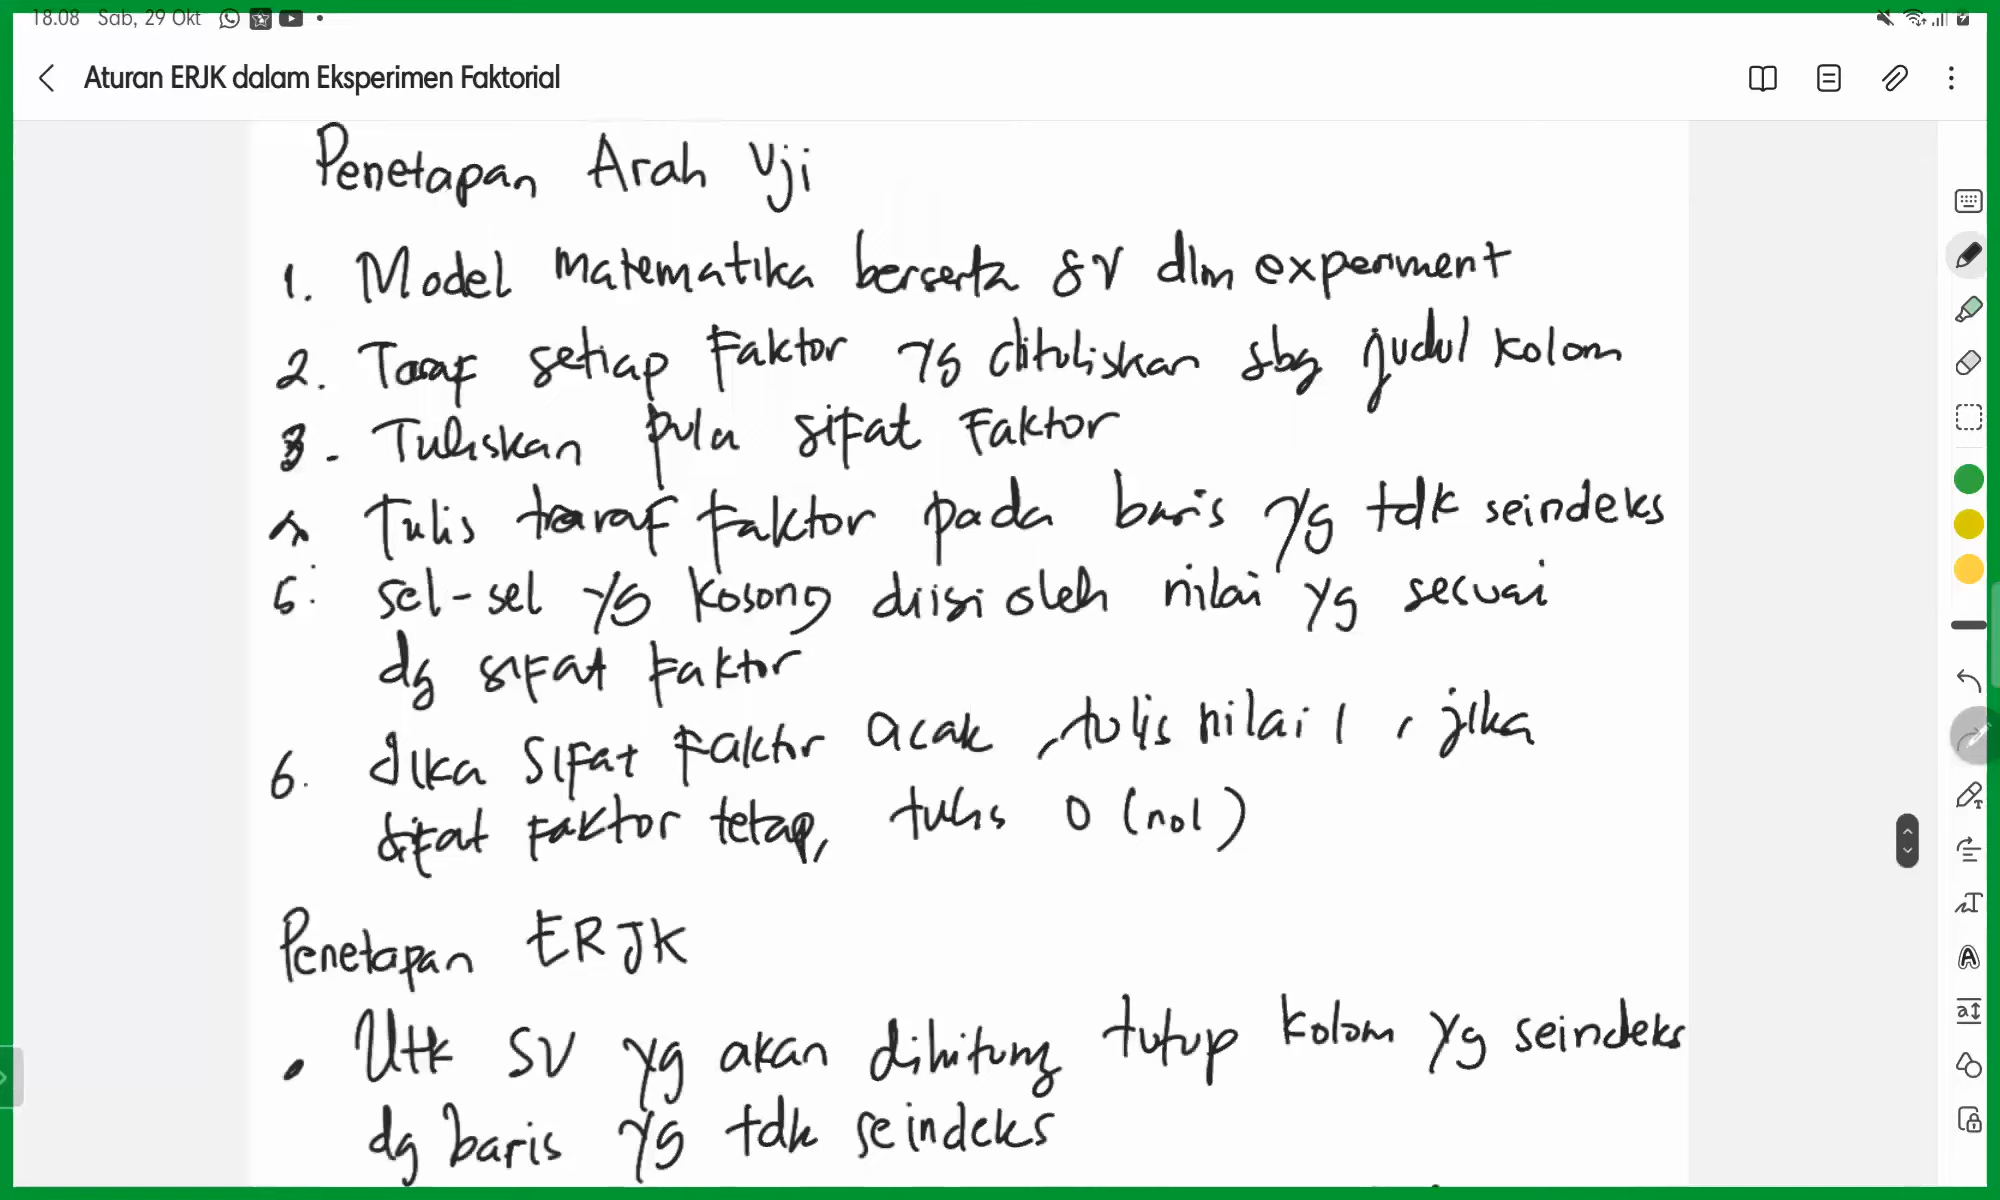 18.08 Sab, 29 Okt
Aturan ERJK dalam Eksperimen Faktorial
Penetapan Arah Uji
1. Model matematika beserta SV dlm experiment
2. Taraf setiap Faktor yg dituliskan sbg judul kolom
3. Tuliskan pula sifat Faktor
Tulis taraf faktor pada baris yg tdk seindeks
5. sel-sel yg kosong diisi oleh nilai yg sesuai
dg sifat Faktor
6. Jika Sifat Faktor acak, tulis nilai 1, jika
sifat Faktor tetap, tulis 0 (nol)
Penetapan ERJK
• Utk SV yg akan dihitung tutup kolom yg seindeks
dg baris yg tdk seindeks